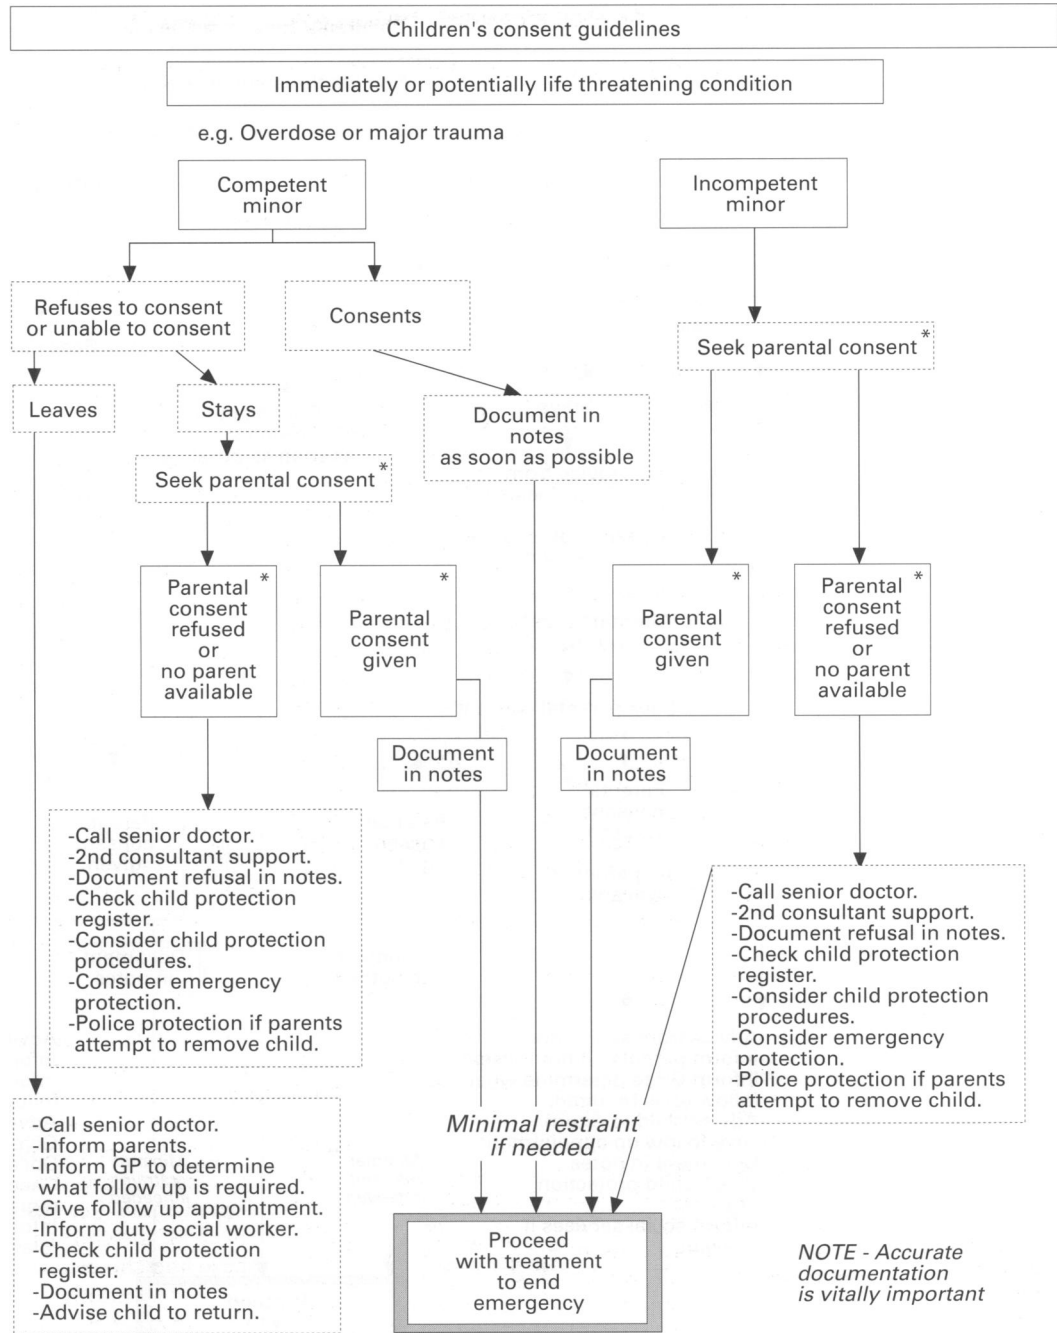 Children's consent guidelines
Immediately or potentially life threatening condition
e.g. Overdose or major trauma
Competent
minor
Incompetent
minor
Refuses to consent
or unable to consent
Consents
Seek parental consent *
Leaves
Stays
Document in
notes
as soon as possible
Seek parental consent *
Parental *
consent
refused
or
no parent
available
*
Parental
consent
given
*
Parental
consent
given
Parental *
consent
refused
or
no parent
available
Document
in notes
Document
in notes
-Call senior doctor.
-2nd consultant support.
-Document refusal in notes.
-Check child protection
register.
-Consider child protection
procedures.
-Consider emergency
protection.
-Police protection if parents
attempt to remove child.
-Call senior doctor.
-2nd consultant support.
-Document refusal in notes.
-Check child protection
register.
-Consider child protection
procedures.
-Consider emergency
protection.
-Police protection if parents
attempt to remove child.
-Call senior doctor.
-Inform parents.
-Inform GP to determine
what follow up is required.
-Give follow up appointment.
-Inform duty social worker.
-Check child protection
register.
-Document in notes
-Advise child to return.
Minimal restraint
if needed
Proceed
with treatment
to end
emergency
NOTE - Accurate
documentation
is vitally important